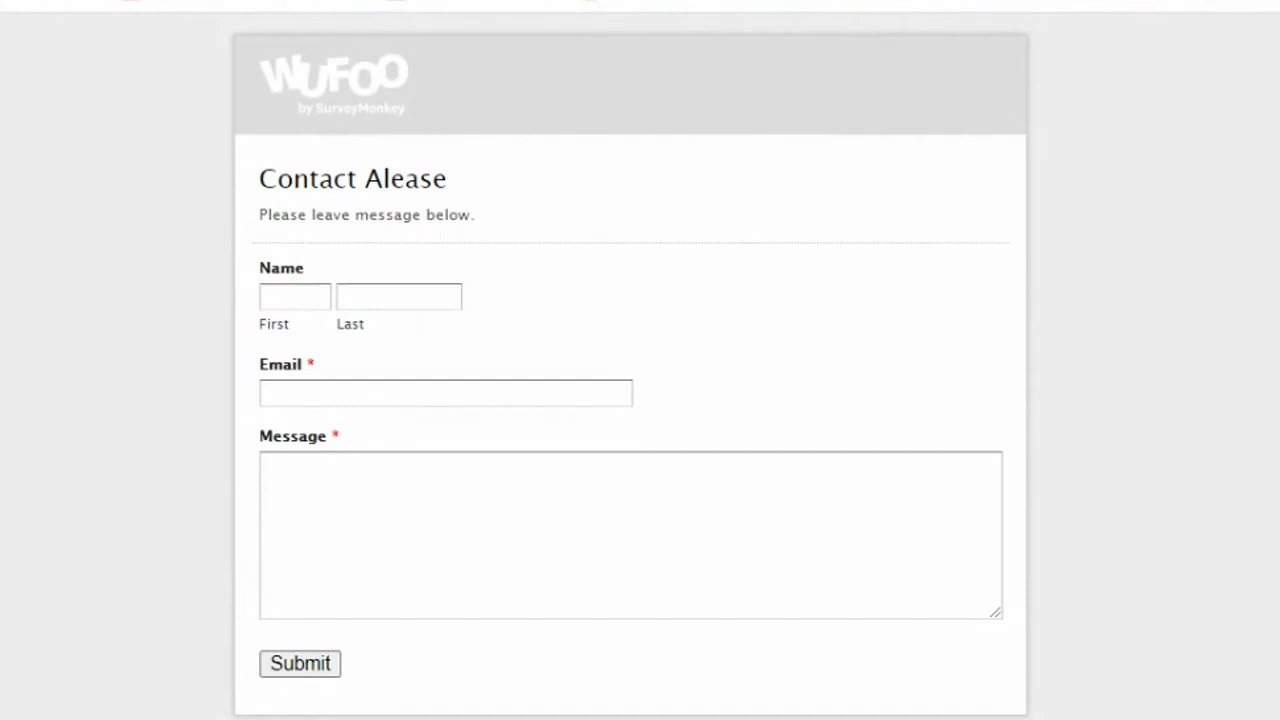 WUFOO
by SurveyMonkey
Contact Alease
Please leave message below.
Name
First Last
Email *
Message *
Submit